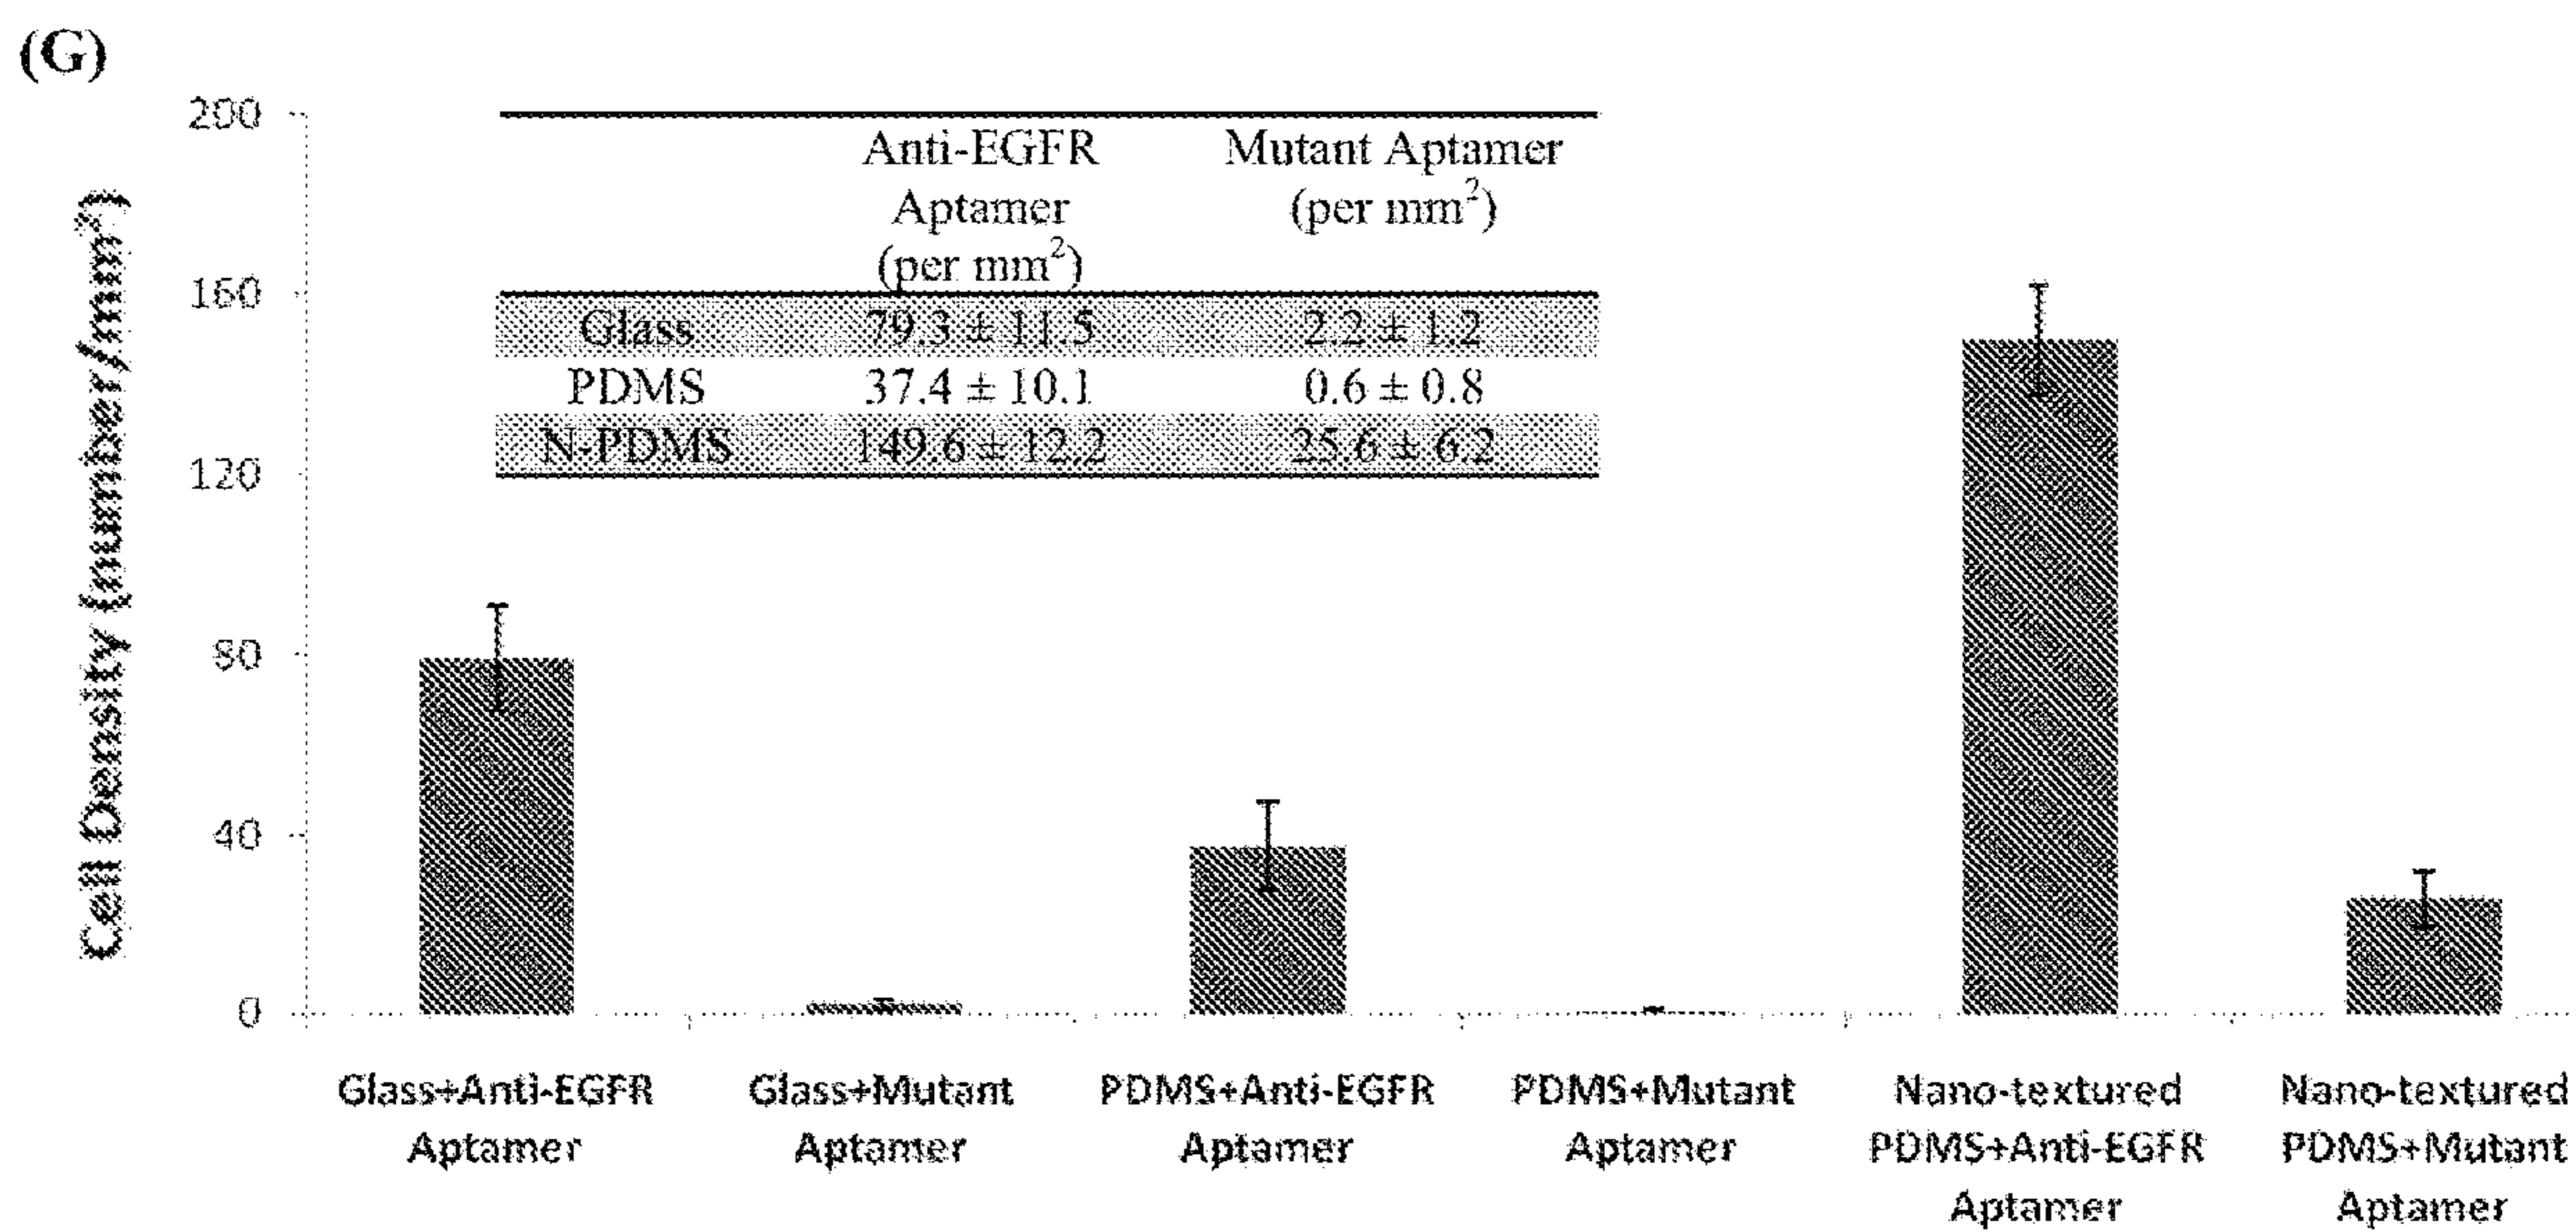 (G)
Cell Density (number/mm²)
200
160
120
80
40
0
Anti-EGFR Mutant Aptamer
Aptamer (per mm²)
(per mm²)
Glass 79.3 ± 11.5 2.2 ± 1.2
PDMS 37.4 ± 10.1 0.6 ± 0.8
N-PDMS 149.6 ± 12.2 25.6 ± 6.2
Glass+Anti-EGFR
Aptamer
Glass+Mutant
Aptamer
PDMS+Anti-EGFR
Aptamer
PDMS+Mutant
Aptamer
Nano-textured
PDMS+Anti-EGFR
Aptamer
Nano-textured
PDMS+Mutant
Aptamer